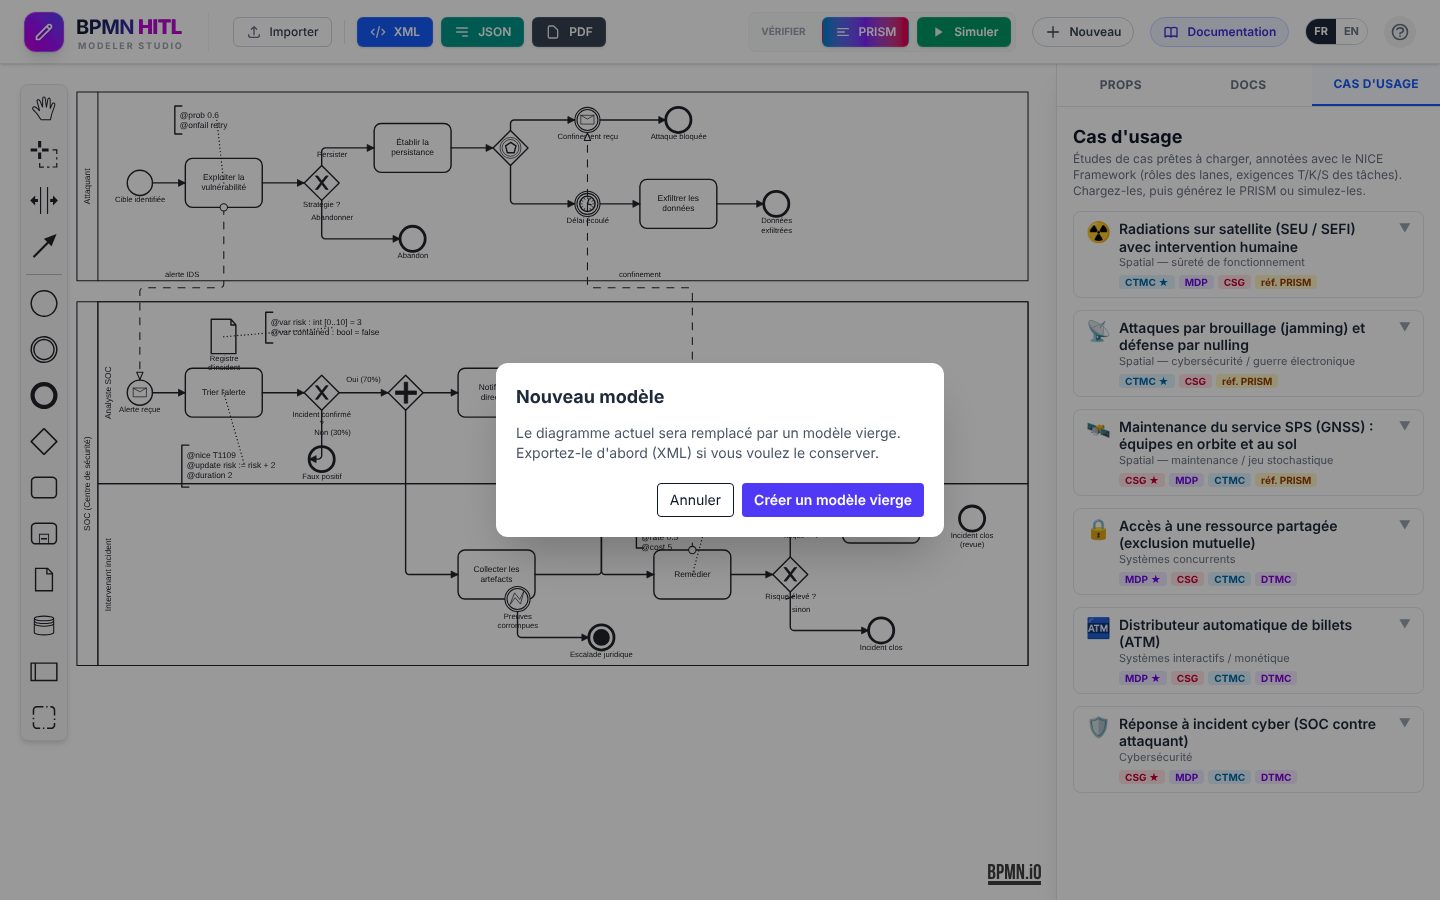 BPMN HITL
MODELER STUDIO
Importer
XML
JSON
PDF
VÉRIFIER
PRISM
Simuler
Nouveau
Documentation
FR
EN
PROPS
DOCS
CAS D'USAGE
Cas d'usage
Études de cas prêtes à charger, annotées avec le NICE
Framework (rôles des lanes, exigences T/K/S des tâches).
Chargez-les, puis générez le PRISM ou simulez-les.
Radiations sur satellite (SEU / SEFI)
avec intervention humaine
Spatial — sûreté de fonctionnement
CTMC ★ MDP CSG réf. PRISM
Attaques par brouillage (jamming) et
défense par nulling
Spatial — cybersécurité / guerre électronique
CTMC ★ CSG réf. PRISM
Maintenance du service SPS (GNSS) :
équipes en orbite et au sol
Spatial — maintenance / jeu stochastique
CSG ★ MDP CTMC réf. PRISM
Accès à une ressource partagée
(exclusion mutuelle)
Systèmes concurrents
MDP ★ CSG CTMC DTMC
ATM
Distributeur automatique de billets
(ATM)
Systèmes interactifs / monétique
MDP ★ CSG CTMC DTMC
Réponse à incident cyber (SOC contre
attaquant)
Cybersécurité
CSG ★ MDP CTMC DTMC
Attaquant
@prob 0.6
@onfail retry
Cible identifiée
Exploiter la
vulnérabilité
Persister
Stratégie ?
Abandonner
Établir la
persistance
Abandon
Confinement reçu
Attaque bloquée
Délai écoulé
Exfiltrer les
données
Données
exfiltrées
alerte IDS
confinement
SOC (Centre de sécurité)
Analyste SOC
@var risk : int [0..10] = 3
@var contained : bool = false
Registre
d'incident
Alerte reçue
Trier l'alerte
Oui (70%)
Incident confirmé
?
Non (30%)
Faux positif
@nice T1109
@update risk := risk + 2
@duration 2
Intervenant incident
Collecter les
artefacts
Preuves
corrompues
Escalade juridique
@cost 5
Remédier
Risque élevé ?
sinon
Incident clos
Incident clos
(revue)
Nouveau modèle
Le diagramme actuel sera remplacé par un modèle vierge.
Exportez-le d'abord (XML) si vous voulez le conserver.
Annuler
Créer un modèle vierge
BPMN.iO